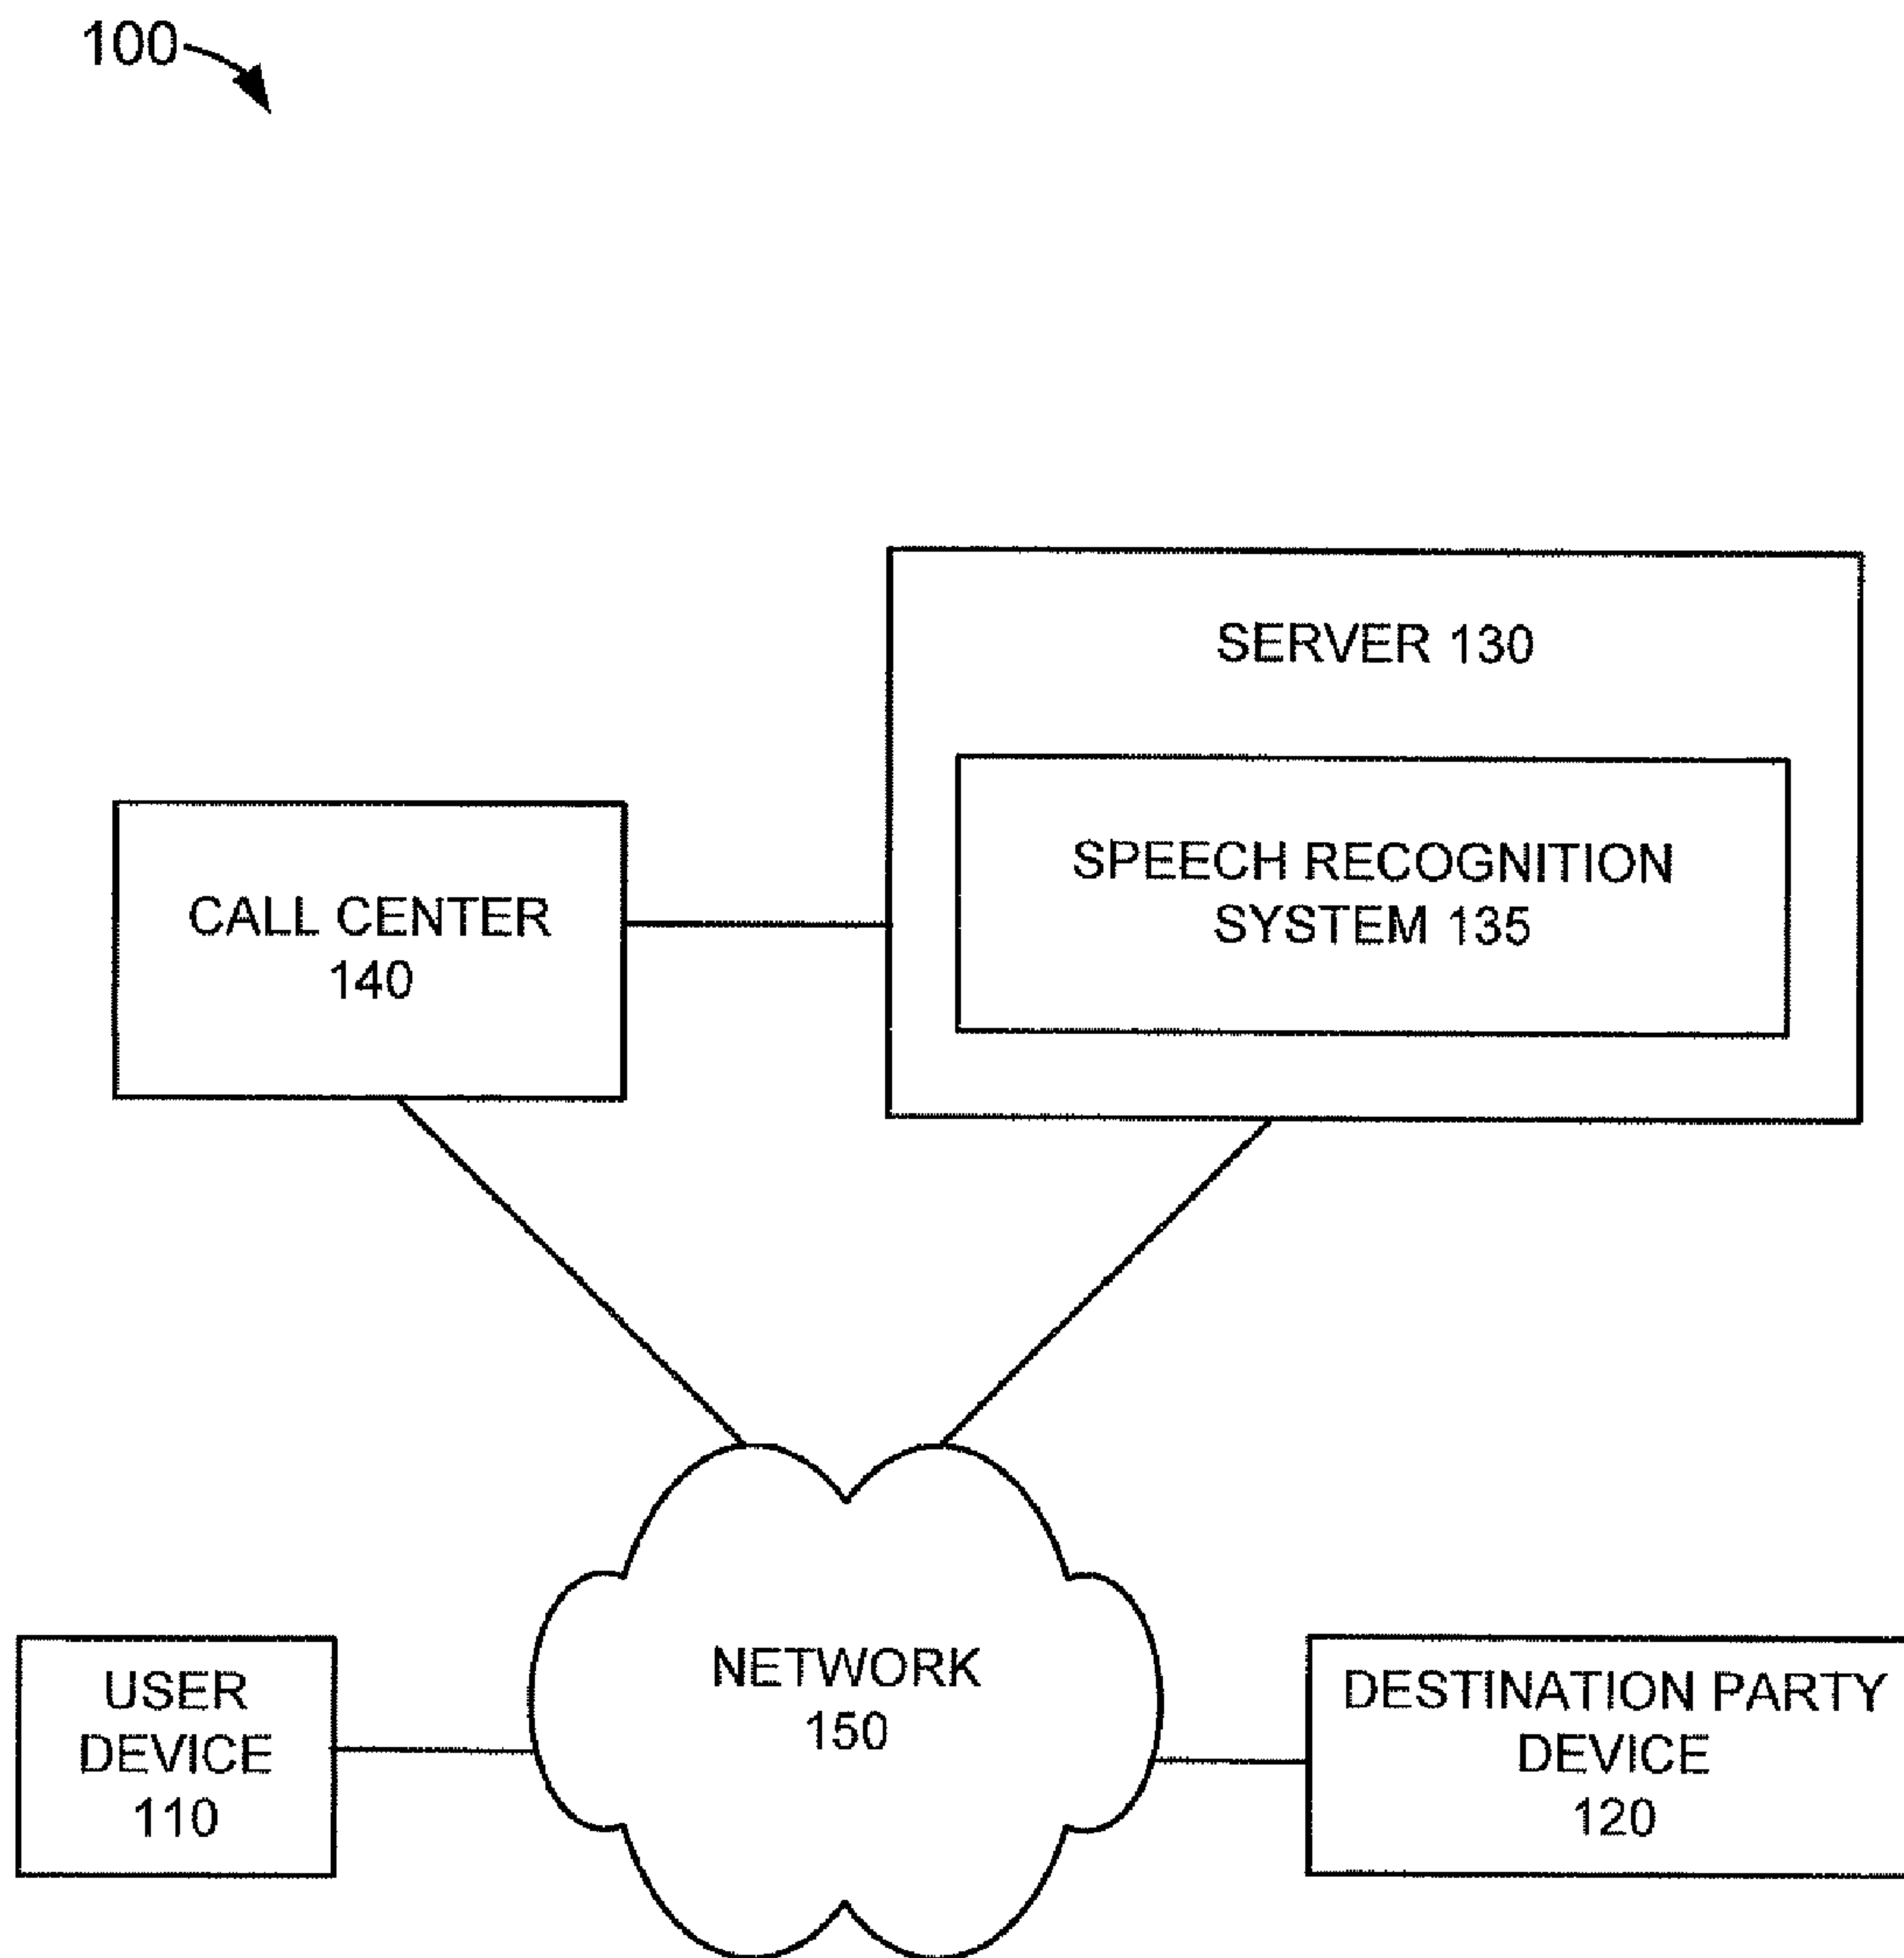 100
SERVER 130
SPEECH RECOGNITION
SYSTEM 135
CALL CENTER
140
NETWORK
150
USER
DEVICE
110
DESTINATION PARTY
DEVICE
120